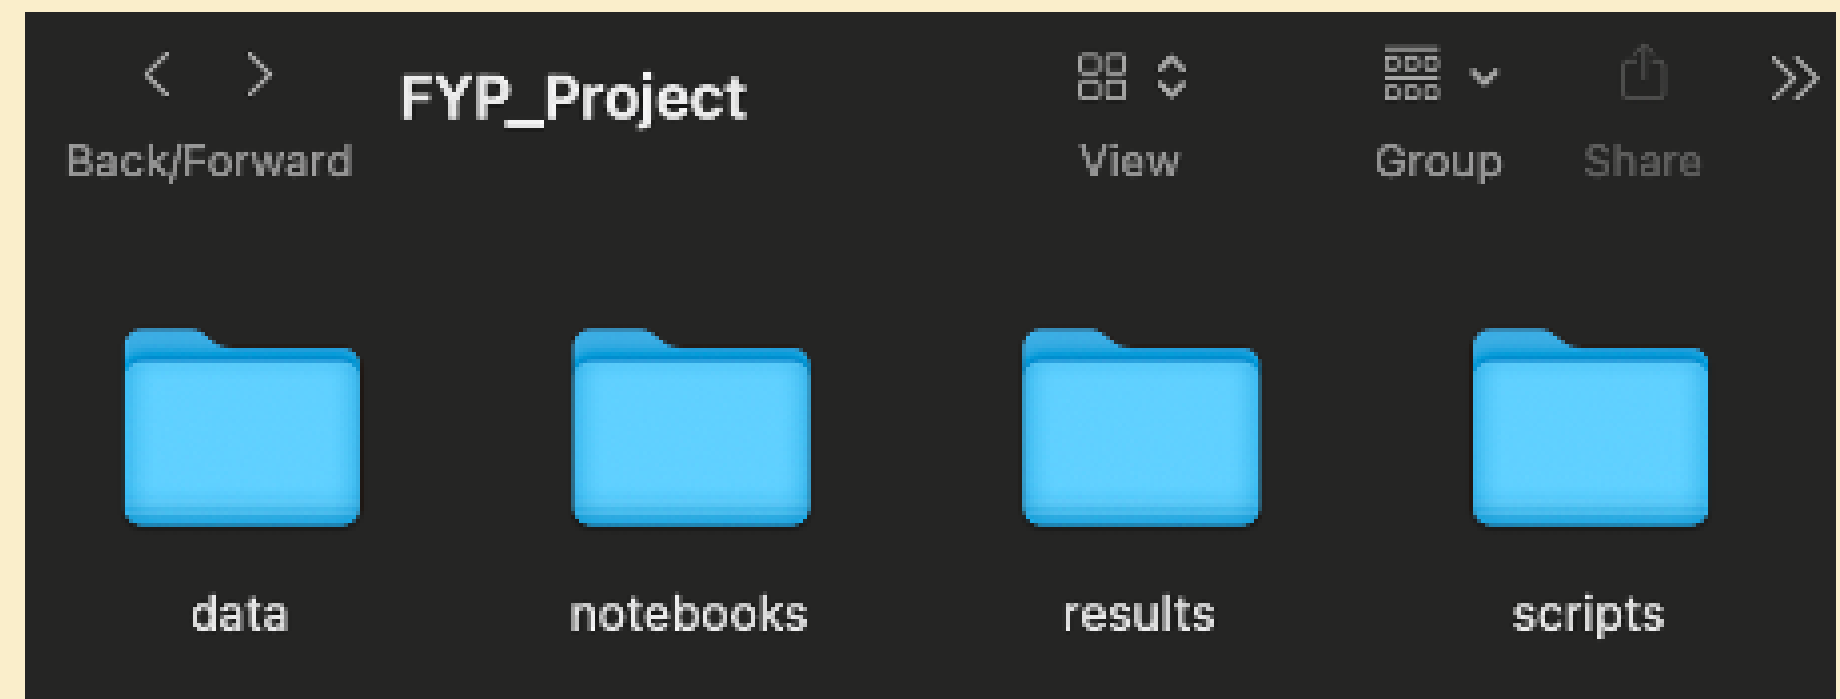 FYP_Project
Back/Forward View Group Share
data notebooks results scripts